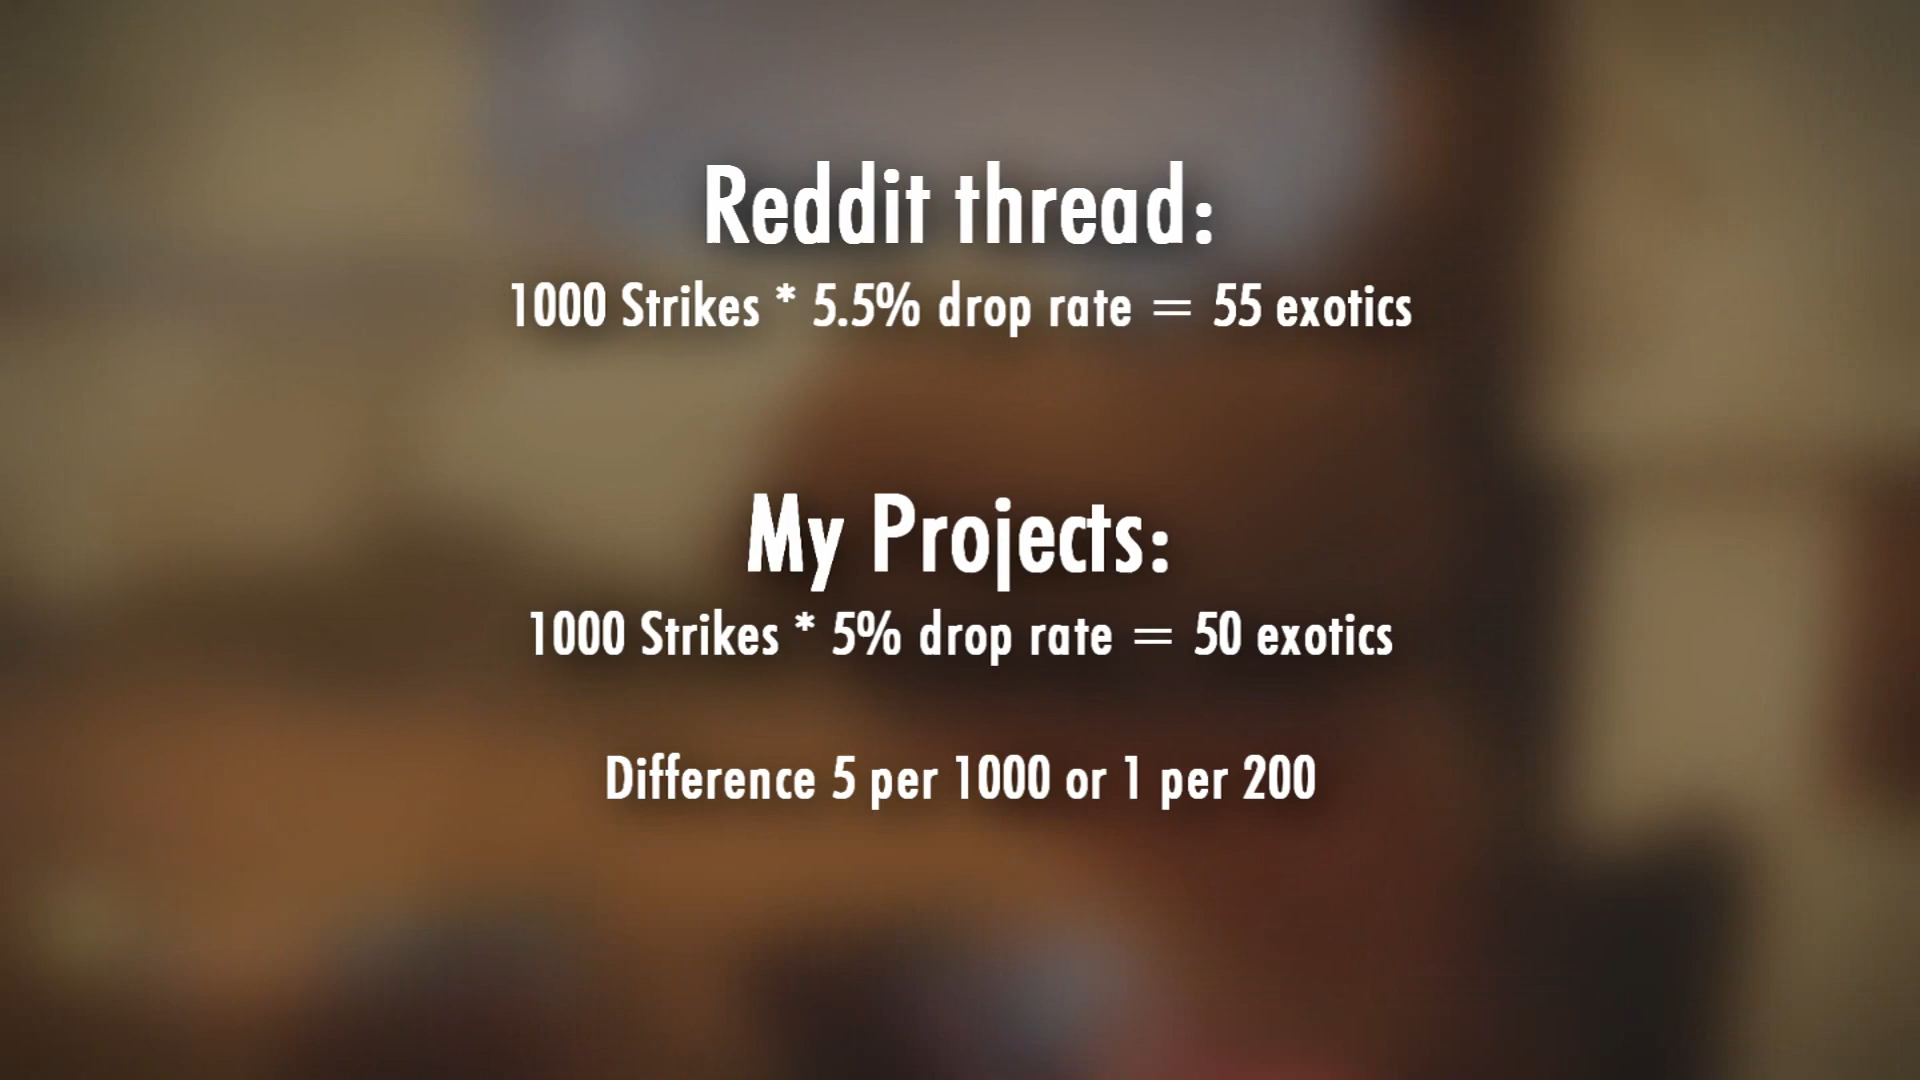 Reddit thread:
1000 Strikes * 5.5% drop rate = 55 exotics
My Projects:
1000 Strikes * 5% drop rate = 50 exotics
Difference 5 per 1000 or 1 per 200